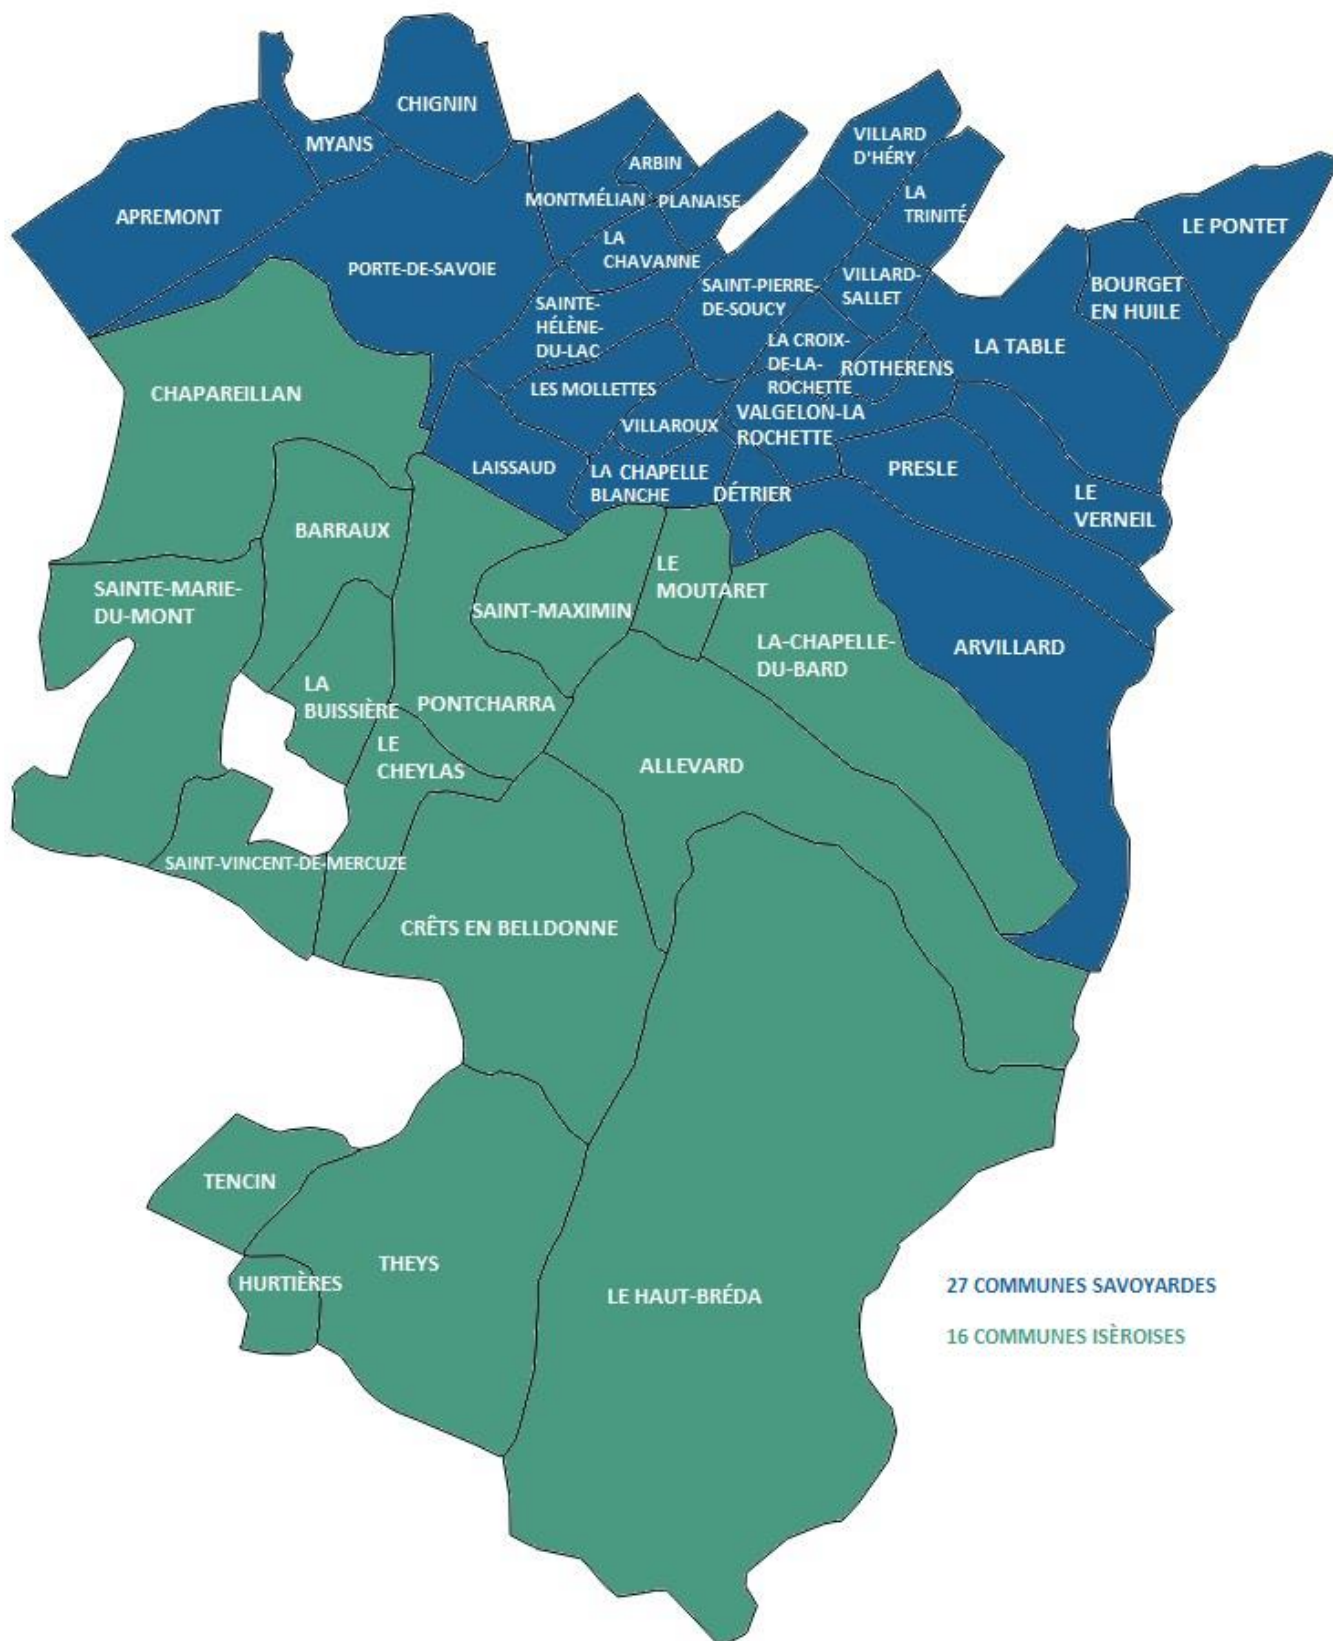 CHIGNIN
MYANS
VILLARD
D'HÉRY
ARBIN
LA
TRINITÉ
MONTMÉLIAN
PLANAISE
APREMONT
LE PONTET
LA
CHAVANNE
PORTE-DE-SAVOIE
SAINT-PIERRE-
DE-SOUCY
VILLARD-
SALLET
BOURGET
EN HUILE
SAINTE-
HÉLÈNE-
DU-LAC
LA CROIX-
DE-LA-
ROCHETTE
LA TABLE
ROTHERENS
CHAPAREILLAN
LES MOLLETTES
VILLAROUX
VALGELON-LA
ROCHETTE
LAISSAUD
LA CHAPELLE
BLANCHE
DÉTRIER
PRESLE
LE
VERNEIL
BARRAUX
SAINTE-MARIE-
DU-MONT
LE
MOUTARET
SAINT-MAXIMIN
LA-CHAPELLE-
DU-BARD
ARVILLARD
LA
BUISSIÈRE
PONTCHARRA
LE
CHEYLAS
ALLEVARD
SAINT-VINCENT-DE-MERCUZE
CRÊTS EN BELLDONNE
TENCIN
THEYS
HURTIÈRES
LE HAUT-BRÉDA
27 COMMUNES SAVOYARDES
16 COMMUNES ISÈROISES